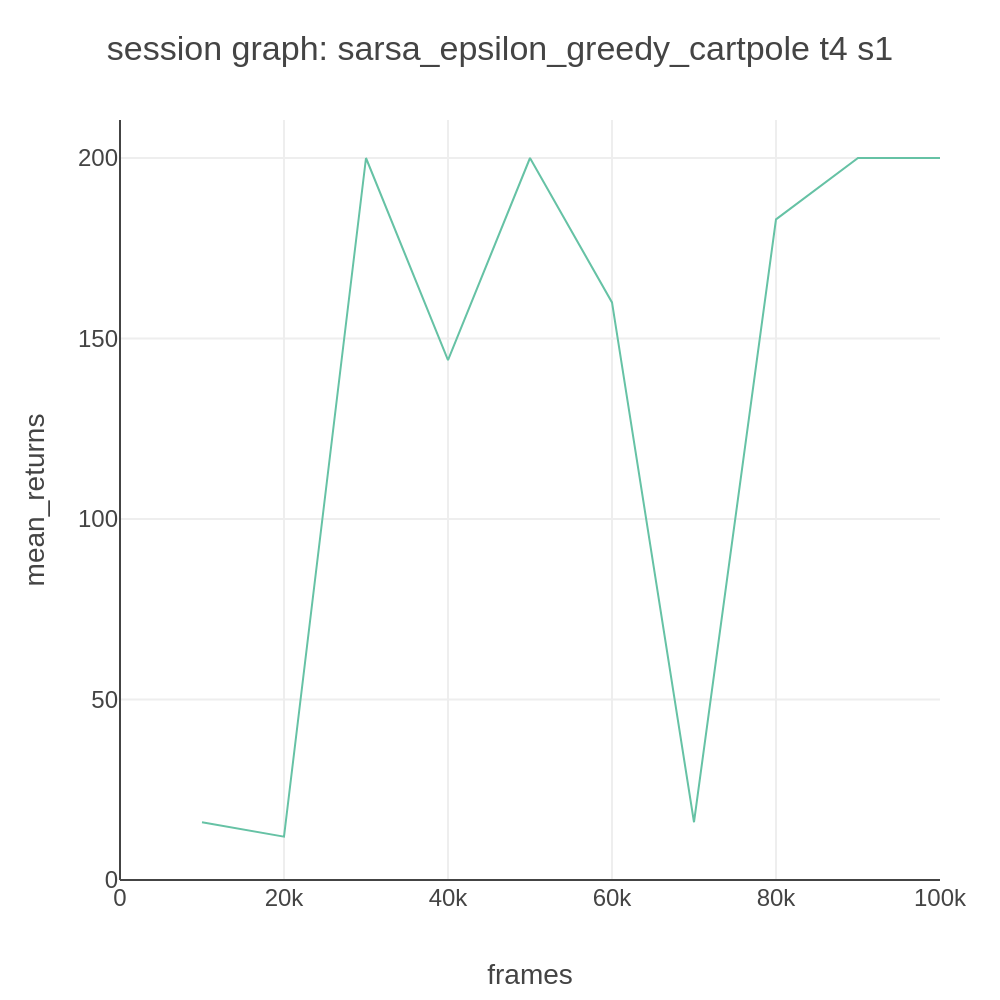 session graph: sarsa_epsilon_greedy_cartpole t4 s1
200
150
100
50
0
mean_returns
0
20k
40k
60k
80k
100k
frames